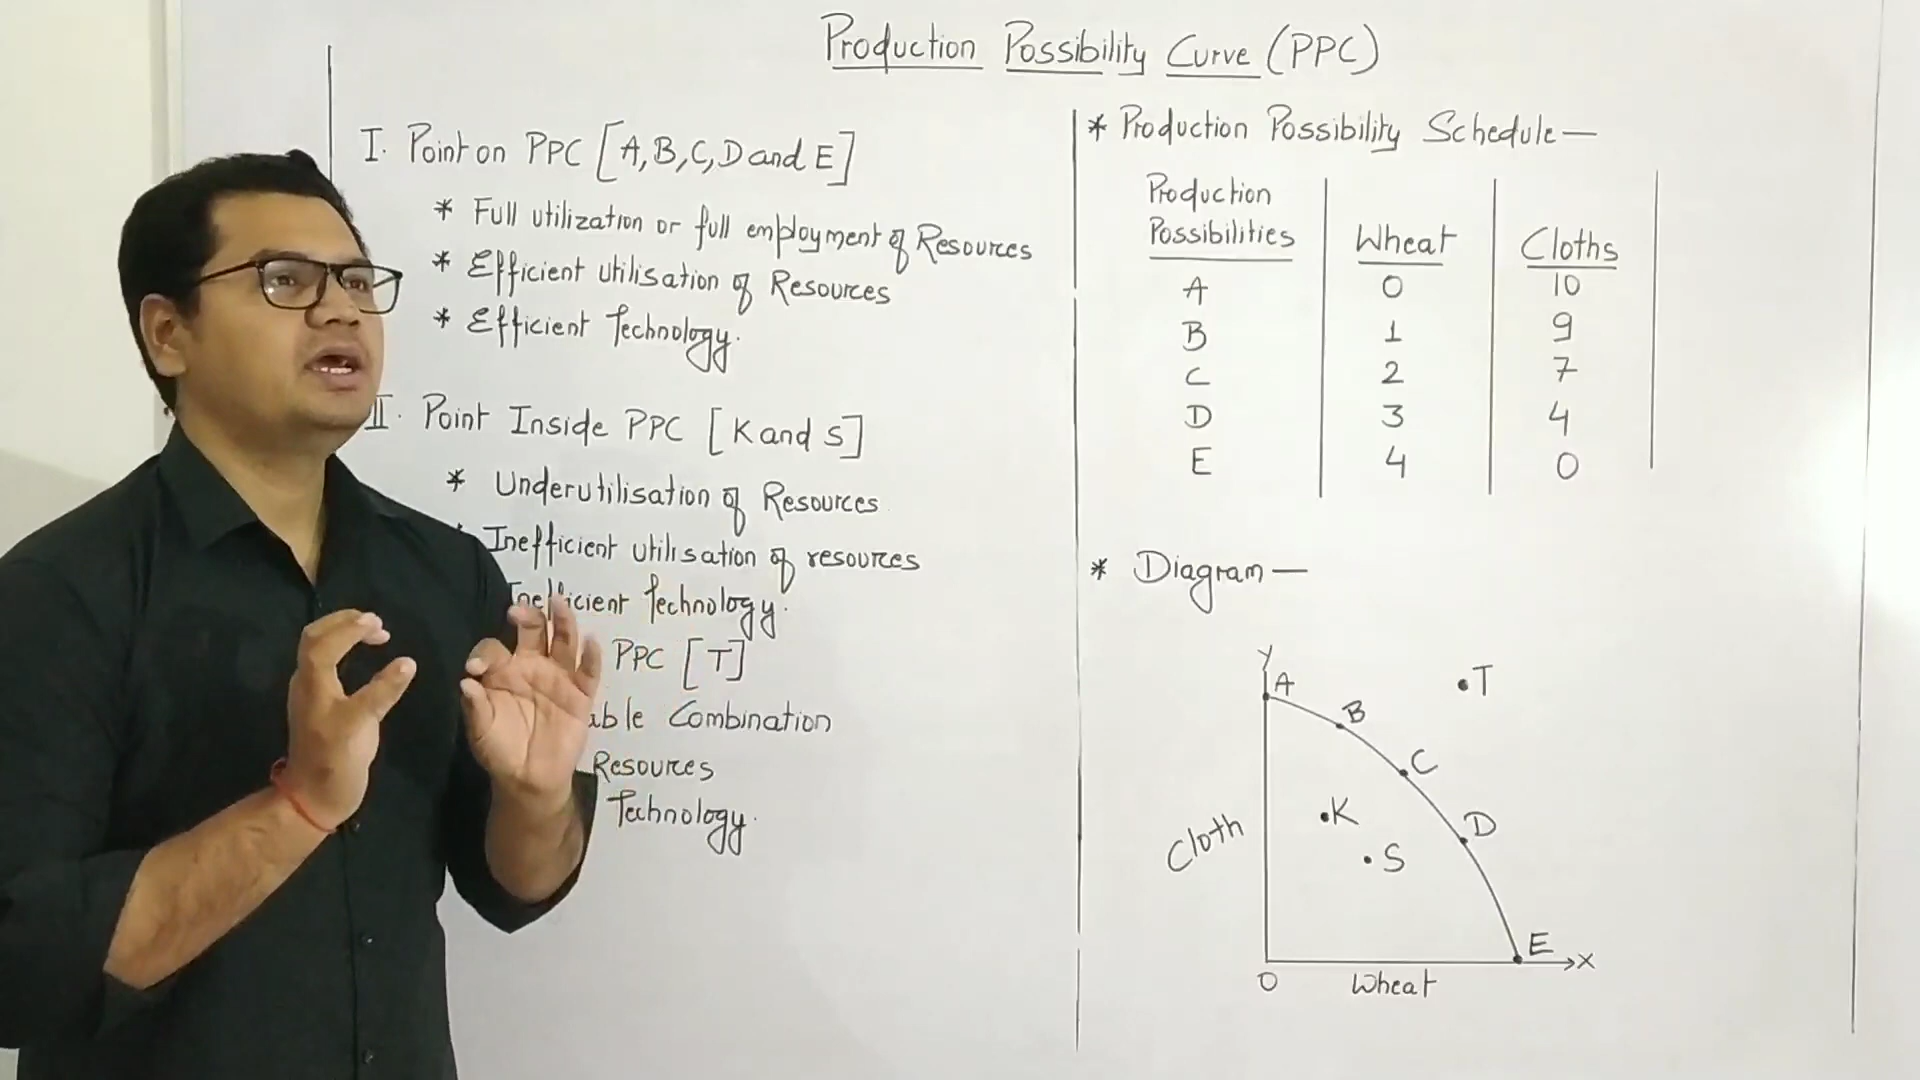 Production Possibility Curve (PPC)
I. Point on PPC [A, B, C, D and E]
* Full utilization or full employment of Resources
* Efficient utilisation of Resources
* Efficient Technology.
II. Point Inside PPC [K and S]
* Underutilisation of Resources
Inefficient utilisation of resources
Inefficient Technology.
PPC [T]
Combination
Resources
Technology.
* Production Possibility Schedule —
Production Possibilities Wheat Cloths
A 0 10
B 1 9
C 2 7
D 3 4
E 4 0
* Diagram —
Y
A
B
C
D
E
T
K
S
Cloth
O
Wheat
X